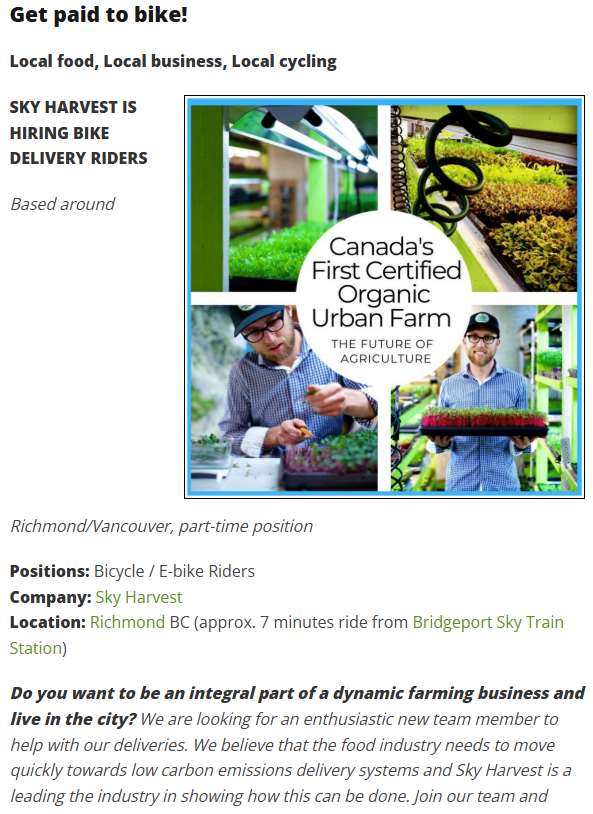 Get paid to bike!
Local food, Local business, Local cycling
SKY HARVEST IS
HIRING BIKE
DELIVERY RIDERS
Based around
Canada's
First Certified
Organic
Urban Farm
THE FUTURE OF
AGRICULTURE
Richmond/Vancouver, part-time position
Positions: Bicycle / E-bike Riders
Company: Sky Harvest
Location: Richmond BC (approx. 7 minutes ride from Bridgeport Sky Train
Station)
Do you want to be an integral part of a dynamic farming business and
live in the city? We are looking for an enthusiastic new team member to
help with our deliveries. We believe that the food industry needs to move
quickly towards low carbon emissions delivery systems and Sky Harvest is a
leading the industry in showing how this can be done. Join our team and